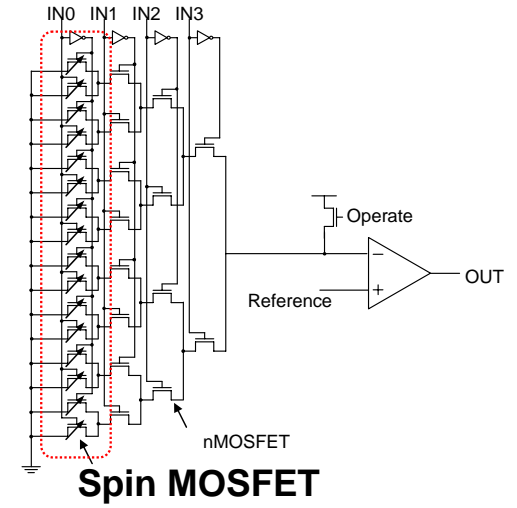 IN0 IN1 IN2 IN3
Operate
−
OUT
Reference
+
nMOSFET
Spin MOSFET